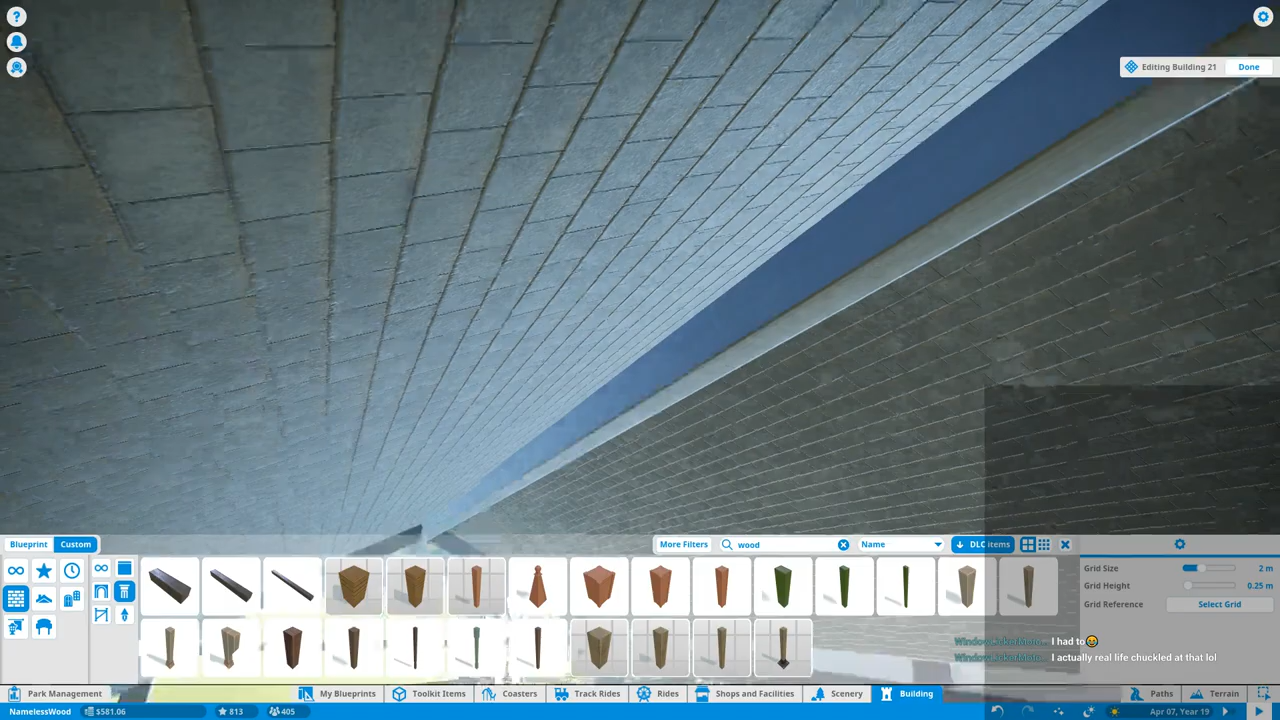 ?
Editing Building 21 Done
Blueprint Custom More Filters wood Name DLC items
Grid Size 2 m
Grid Height 0.25 m
Grid Reference Select Grid
I had to😂
I actually real life chuckled at that lol
Park Management My Blueprints Toolkit Items Coasters Track Rides Rides Shops and Facilities Scenery Building Paths Terrain
NamelessWood $581.06 813 405 Apr 07, Year 19